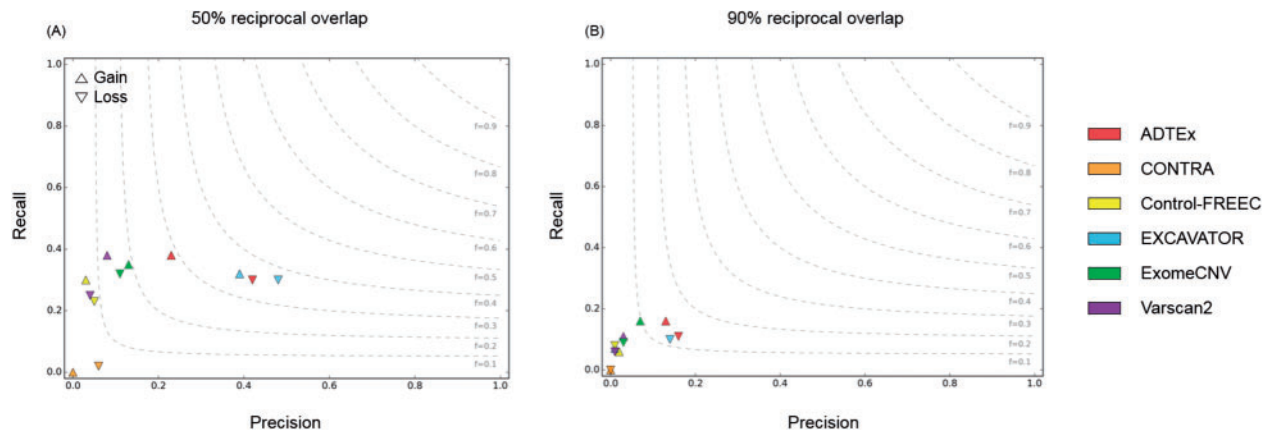 50% reciprocal overlap
(A)
1.0
0.8
0.6
0.4
0.2
0.0
0.0
0.2
0.4
0.6
0.8
1.0
Recall
Precision
Gain
Loss
f=0.9
f=0.8
f=0.7
f=0.6
f=0.5
f=0.4
f=0.3
f=0.2
f=0.1
90% reciprocal overlap
(B)
1.0
0.8
0.6
0.4
0.2
0.0
0.0
0.2
0.4
0.6
0.8
1.0
Recall
Precision
f=0.9
f=0.8
f=0.7
f=0.6
f=0.5
f=0.4
f=0.3
f=0.2
f=0.1
ADTEx
CONTRA
Control-FREEC
EXCAVATOR
ExomeCNV
Varscan2